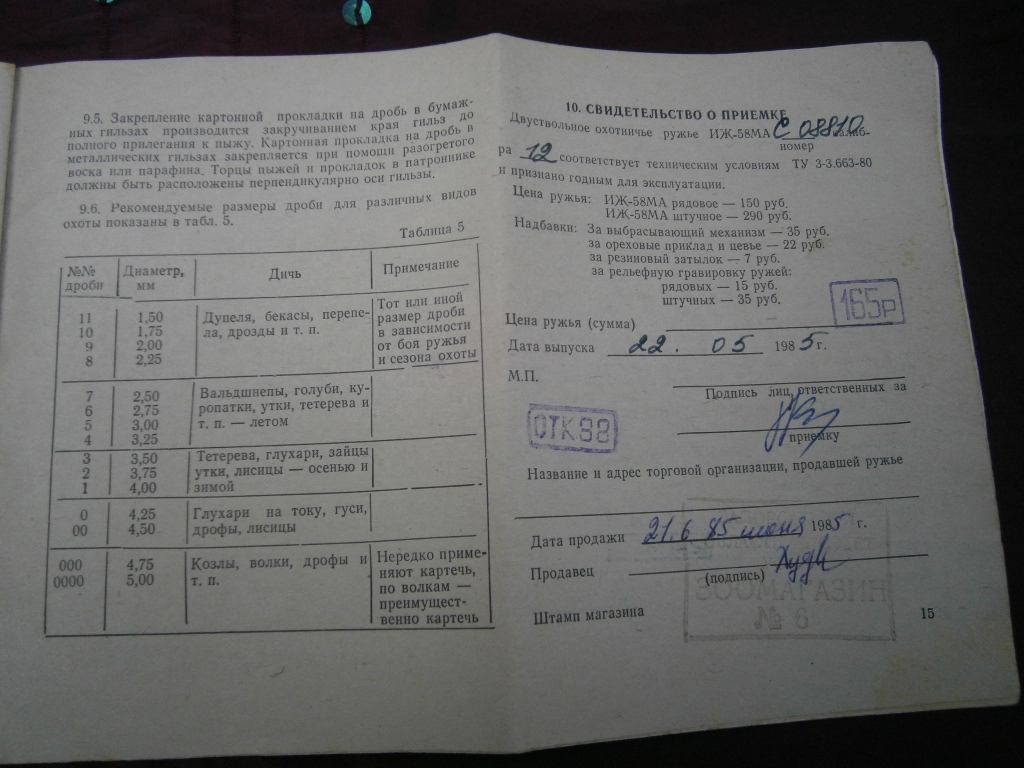 9.5. Закрепление картонной прокладки на дробь в бумаж-
ных гильзах производится закручиванием края гильз до
полного прилегания к пыжу. Картонная прокладка на дробь в
металлических гильзах закрепляется при помощи разогретого
воска или парафина. Торцы пыжей и прокладок в патроннике
должны быть расположены перпендикулярно оси гильзы.
9.6. Рекомендуемые размеры дроби для различных видов
охоты показаны в табл. 5.
Таблица 5
№№ дроби | Диаметр, мм | Дичь | Примечание
11 1,50 Дупеля, бекасы, перепе- Тот или иной
10 1,75 ла, дрозды и т. п. размер дроби
9 2,00 в зависимости
8 2,25 от боя ружья
и сезона охоты
7 2,50 Вальдшнепы, голуби, ку-
6 2,75 ропатки, утки, тетерева и
5 3,00 т. п. — летом
4 3,25
3 3,50 Тетерева, глухари, зайцы
2 3,75 утки, лисицы — осенью и
1 4,00 зимой
0 4,25 Глухари на току, гуси,
00 4,50 дрофы, лисицы
000 4,75 Козлы, волки, дрофы и Нередко приме-
0000 5,00 т. п. няют картечь,
по волкам —
преимущест-
венно картечь
10. СВИДЕТЕЛЬСТВО О ПРИЕМКЕ
Двуствольное охотничье ружье ИЖ-58МА С 08810 калиб-
номер
ра 12 соответствует техническим условиям ТУ 3-3.663-80
и признано годным для эксплуатации.
Цена ружья: ИЖ-58МА рядовое — 150 руб.
ИЖ-58МА штучное — 290 руб.
Надбавки: За выбрасывающий механизм — 35 руб.
за ореховые приклад и цевье — 22 руб.
за резиновый затылок — 7 руб.
за рельефную гравировку ружей:
рядовых — 15 руб.
штучных — 35 руб.
165р
Цена ружья (сумма)
Дата выпуска 22. 05 1985 г.
М.П.
Подпись лиц ответственных за
ОТК88
приемку
Название и адрес торговой организации, продавшей ружье
Дата продажи 21.6 85 июня 1985 г.
Продавец
(подпись)
ЗООМАГАЗИН
Штамп магазина № 6
15